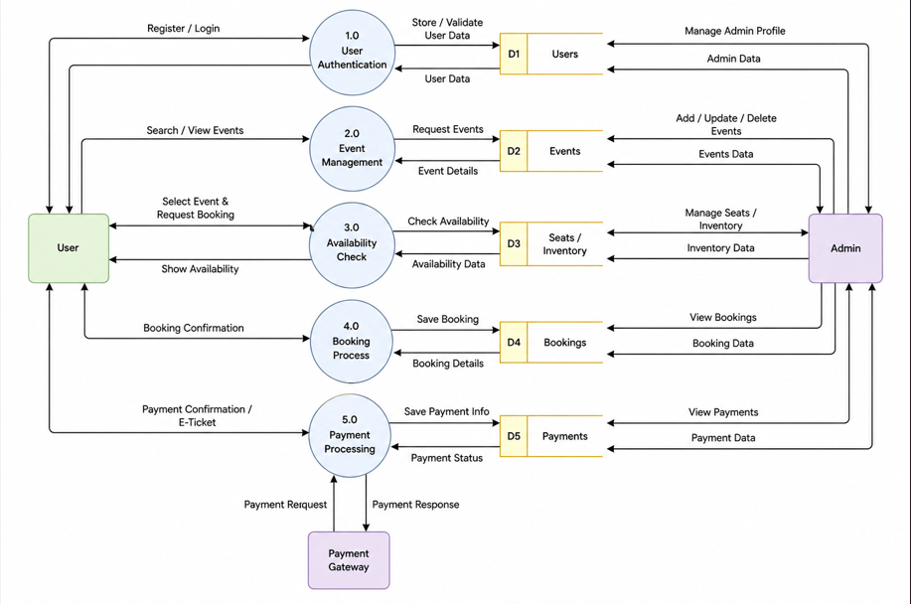 Register / Login
1.0
User
Authentication
Store / Validate
User Data
User Data
D1
Users
Manage Admin Profile
Admin Data
Search / View Events
2.0
Event
Management
Request Events
Event Details
D2
Events
Add / Update / Delete
Events
Events Data
User
Select Event &
Request Booking
Show Availability
3.0
Availability
Check
Check Availability
Availability Data
D3
Seats /
Inventory
Manage Seats /
Inventory
Inventory Data
Admin
Booking Confirmation
4.0
Booking
Process
Save Booking
Booking Details
D4
Bookings
View Bookings
Booking Data
Payment Confirmation /
E-Ticket
5.0
Payment
Processing
Save Payment Info
Payment Status
D5
Payments
View Payments
Payment Data
Payment Request
Payment Response
Payment
Gateway